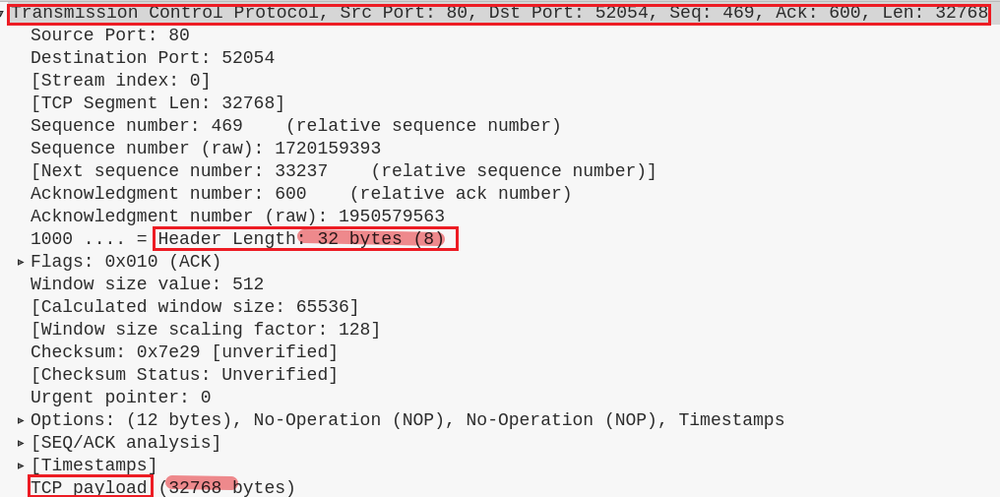 Transmission Control Protocol, Src Port: 80, Dst Port: 52054, Seq: 469, Ack: 600, Len: 32768
Source Port: 80
Destination Port: 52054
[Stream index: 0]
[TCP Segment Len: 32768]
Sequence number: 469    (relative sequence number)
Sequence number (raw): 1720159393
[Next sequence number: 33237    (relative sequence number)]
Acknowledgment number: 600    (relative ack number)
Acknowledgment number (raw): 1950579563
1000 .... = Header Length: 32 bytes (8)
Flags: 0x010 (ACK)
Window size value: 512
[Calculated window size: 65536]
[Window size scaling factor: 128]
Checksum: 0x7e29 [unverified]
[Checksum Status: Unverified]
Urgent pointer: 0
Options: (12 bytes), No-Operation (NOP), No-Operation (NOP), Timestamps
[SEQ/ACK analysis]
[Timestamps]
TCP payload (32768 bytes)